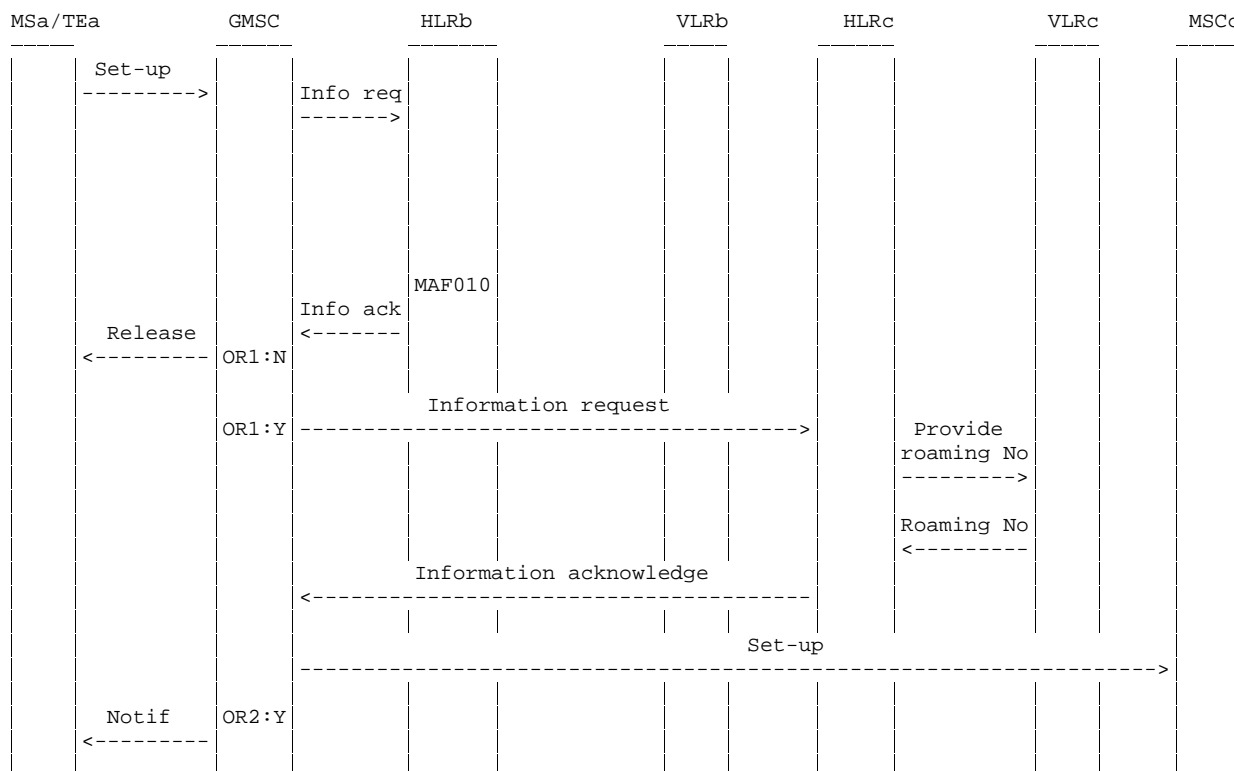 MSa/TEa GMSC HLRb VLRb HLRc VLRc MSCc
Set-up
Info req
MAF010
Info ack
Release
OR1:N
Information request
OR1:Y Provide
roaming No
Roaming No
Information acknowledge
Set-up
Notif OR2:Y